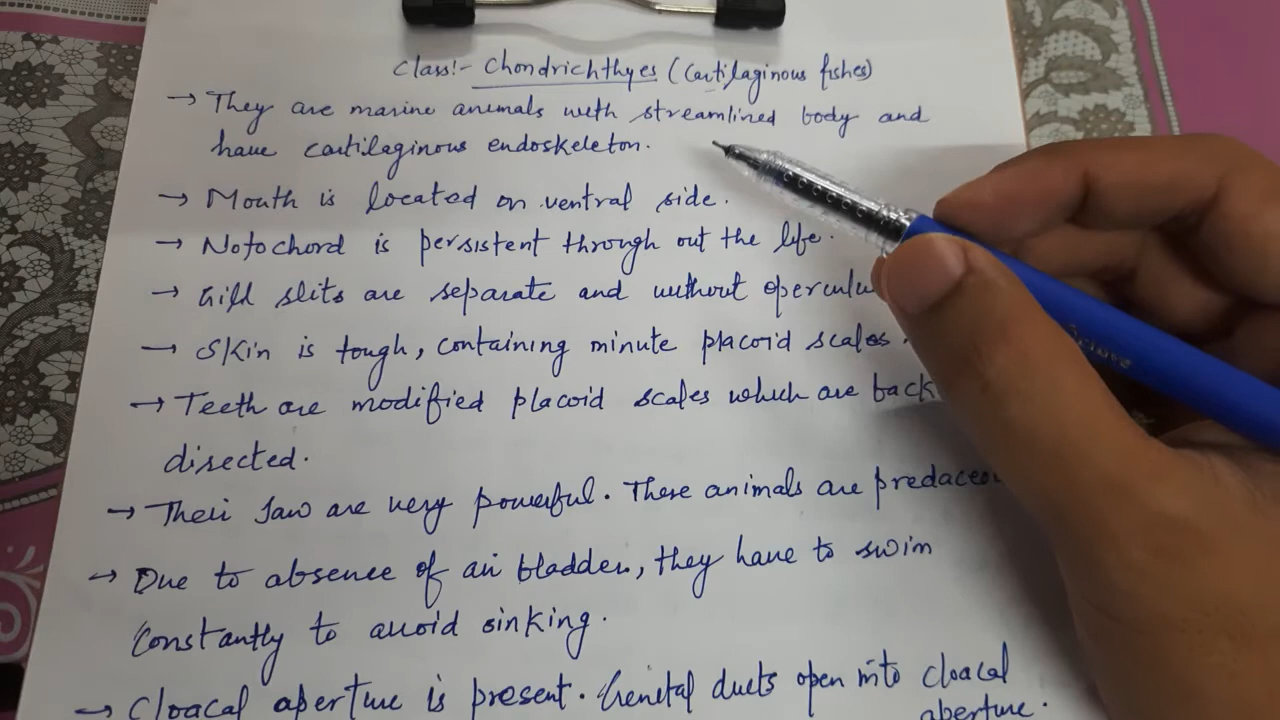 Class:- Chondrichthyes (Cartilaginous fishes)
→ They are marine animals with streamlined body and
have cartilaginous endoskeleton.
→ Mouth is located on ventral side.
→ Notochord is persistent through out the life.
→ Gill slits are separate and without operculu
→ Skin is tough, containing minute placoid scales.
→ Teeth are modified placoid scales which are back
directed.
→ Their Jaw are very powerful. These animals are predaceou
→ Due to absence of air bladder, they have to swim
Constantly to avoid sinking.
→ Cloacal aperture is present. Genital ducts open into cloacal
aperture.